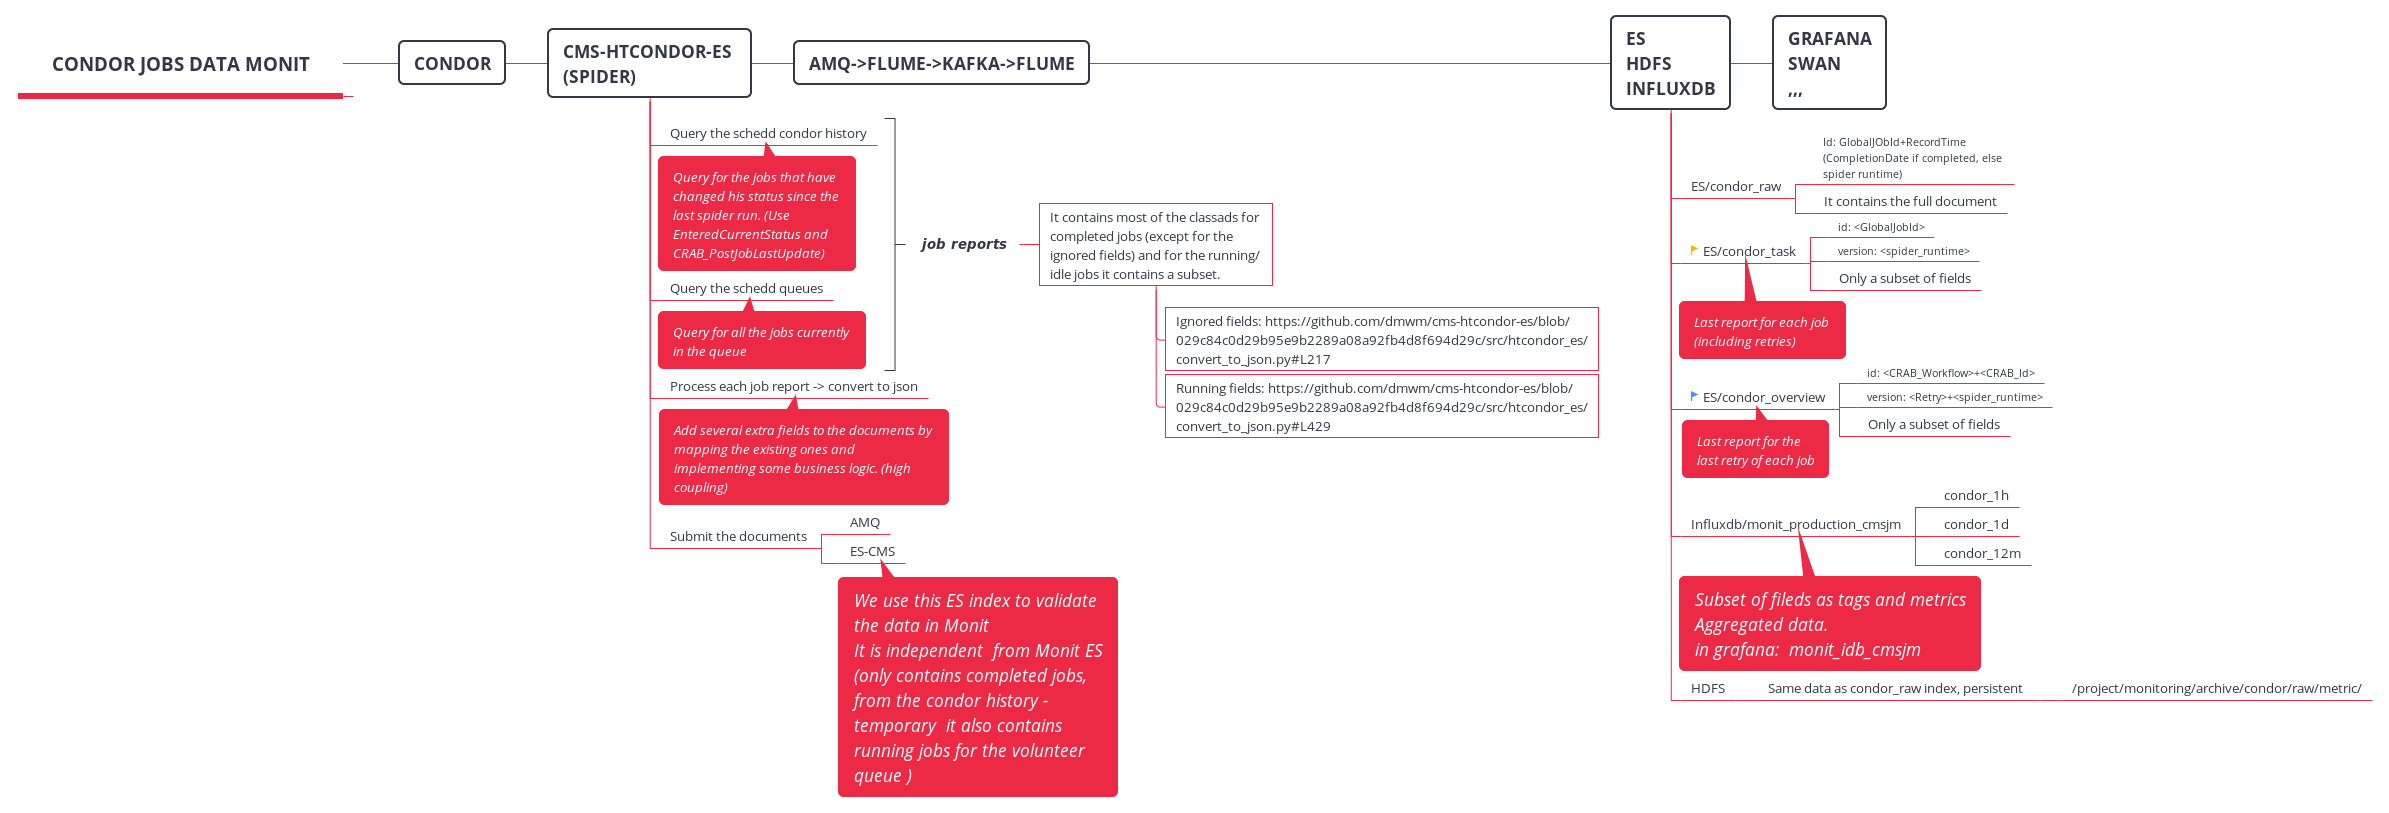 CONDOR JOBS DATA MONIT
CONDOR
CMS-HTCONDOR-ES
(SPIDER)
AMQ->FLUME->KAFKA->FLUME
ES
HDFS
INFLUXDB
GRAFANA
SWAN
,,,
Query the schedd condor history
Query for the jobs that have
changed his status since the
last spider run. (Use
EnteredCurrentStatus and
CRAB_PostJobLastUpdate)
Query the schedd queues
Query for all the jobs currently
in the queue
job reports
It contains most of the classads for
completed jobs (except for the
ignored fields) and for the running/
idle jobs it contains a subset.
Ignored fields: https://github.com/dmwm/cms-htcondor-es/blob/
029c84c0d29b95e9b2289a08a92fb4d8f694d29c/src/htcondor_es/
convert_to_json.py#L217
Running fields: https://github.com/dmwm/cms-htcondor-es/blob/
029c84c0d29b95e9b2289a08a92fb4d8f694d29c/src/htcondor_es/
convert_to_json.py#L429
Process each job report -> convert to json
Add several extra fields to the documents by
mapping the existing ones and
implementing some business logic. (high
coupling)
Submit the documents
AMQ
ES-CMS
We use this ES index to validate
the data in Monit
It is independent  from Monit ES
(only contains completed jobs,
from the condor history -
temporary  it also contains
running jobs for the volunteer
queue )
ES/condor_raw
Id: GlobalJObId+RecordTime
(CompletionDate if completed, else
spider runtime)
It contains the full document
ES/condor_task
id: <GlobalJobId>
version: <spider_runtime>
Only a subset of fields
Last report for each job
(including retries)
ES/condor_overview
id: <CRAB_Workflow>+<CRAB_Id>
version: <Retry>+<spider_runtime>
Only a subset of fields
Last report for the
last retry of each job
Influxdb/monit_production_cmsjm
condor_1h
condor_1d
condor_12m
Subset of fileds as tags and metrics
Aggregated data.
in grafana:  monit_idb_cmsjm
HDFS
Same data as condor_raw index, persistent
/project/monitoring/archive/condor/raw/metric/